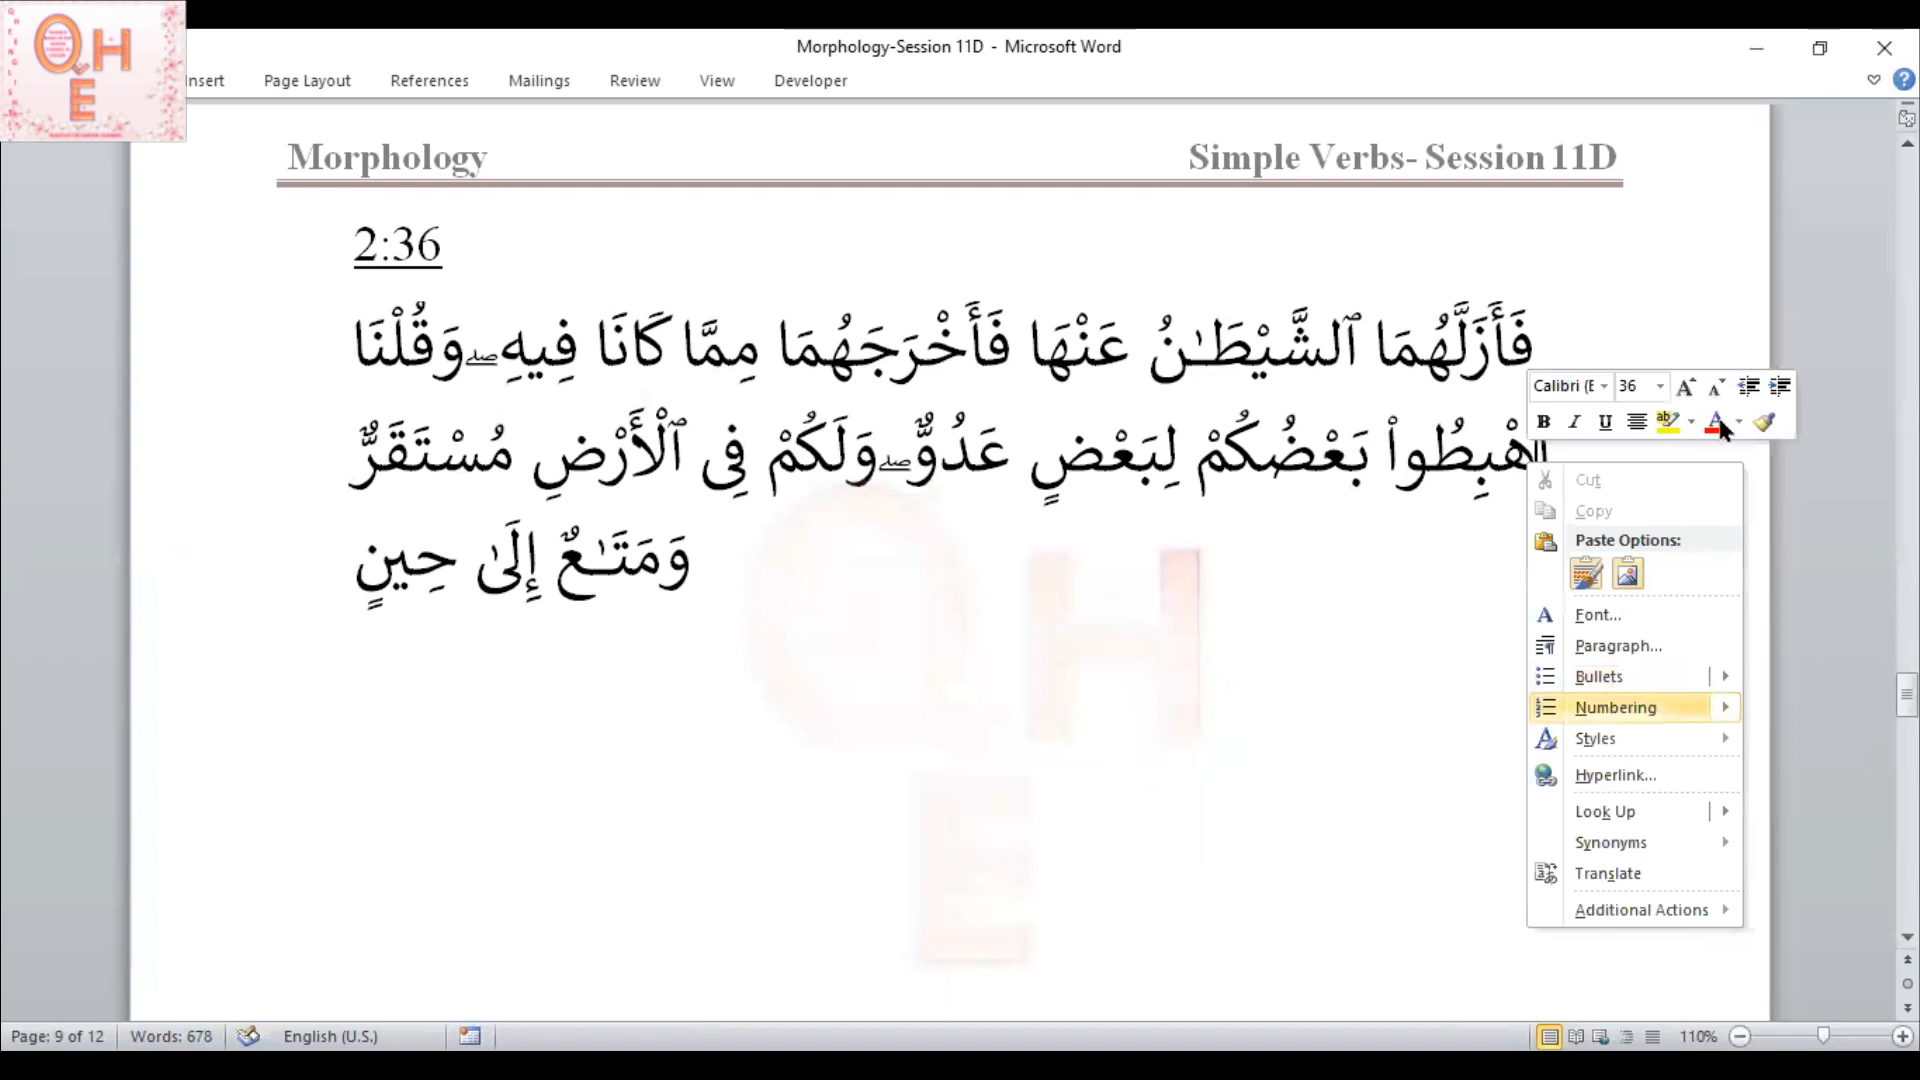 Morphology-Session 11D - Microsoft Word
Insert Page Layout References Mailings Review View Developer
QHE
Morphology Simple Verbs- Session 11D
2:36
فَأَزَلَّهُمَا ٱلشَّيْطَـٰنُ عَنْهَا فَأَخْرَجَهُمَا مِمَّا كَانَا فِيهِ ۖ وَقُلْنَا
ٱهْبِطُوا۟ بَعْضُكُمْ لِبَعْضٍ عَدُوٌّ ۖ وَلَكُمْ فِى ٱلْأَرْضِ مُسْتَقَرٌّ
وَمَتَـٰعٌ إِلَىٰ حِينٍ
Calibri (E 36
B I U
Cut
Copy
Paste Options:
Font...
Paragraph...
Bullets
Numbering
Styles
Hyperlink...
Look Up
Synonyms
Translate
Additional Actions
Page: 9 of 12 Words: 678 English (U.S.) 110%